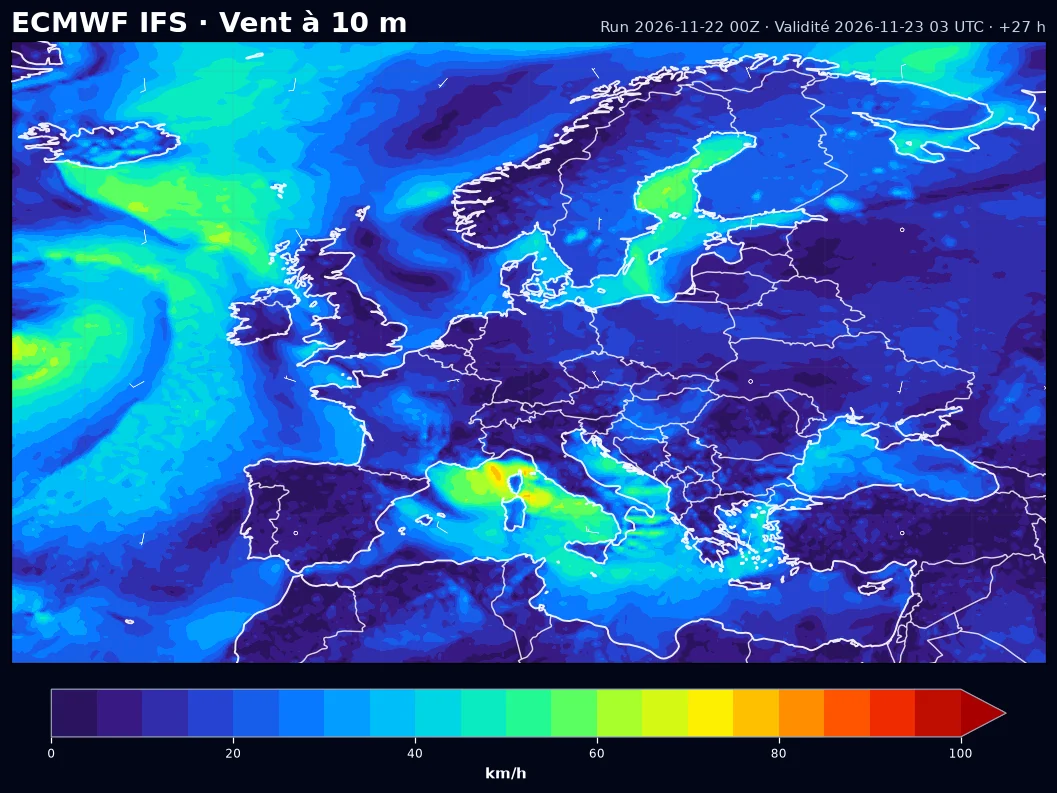 ECMWF IFS · Vent à 10 m
Run 2026-11-22 00Z · Validité 2026-11-23 03 UTC · +27 h
0 20 40 60 80 100
km/h